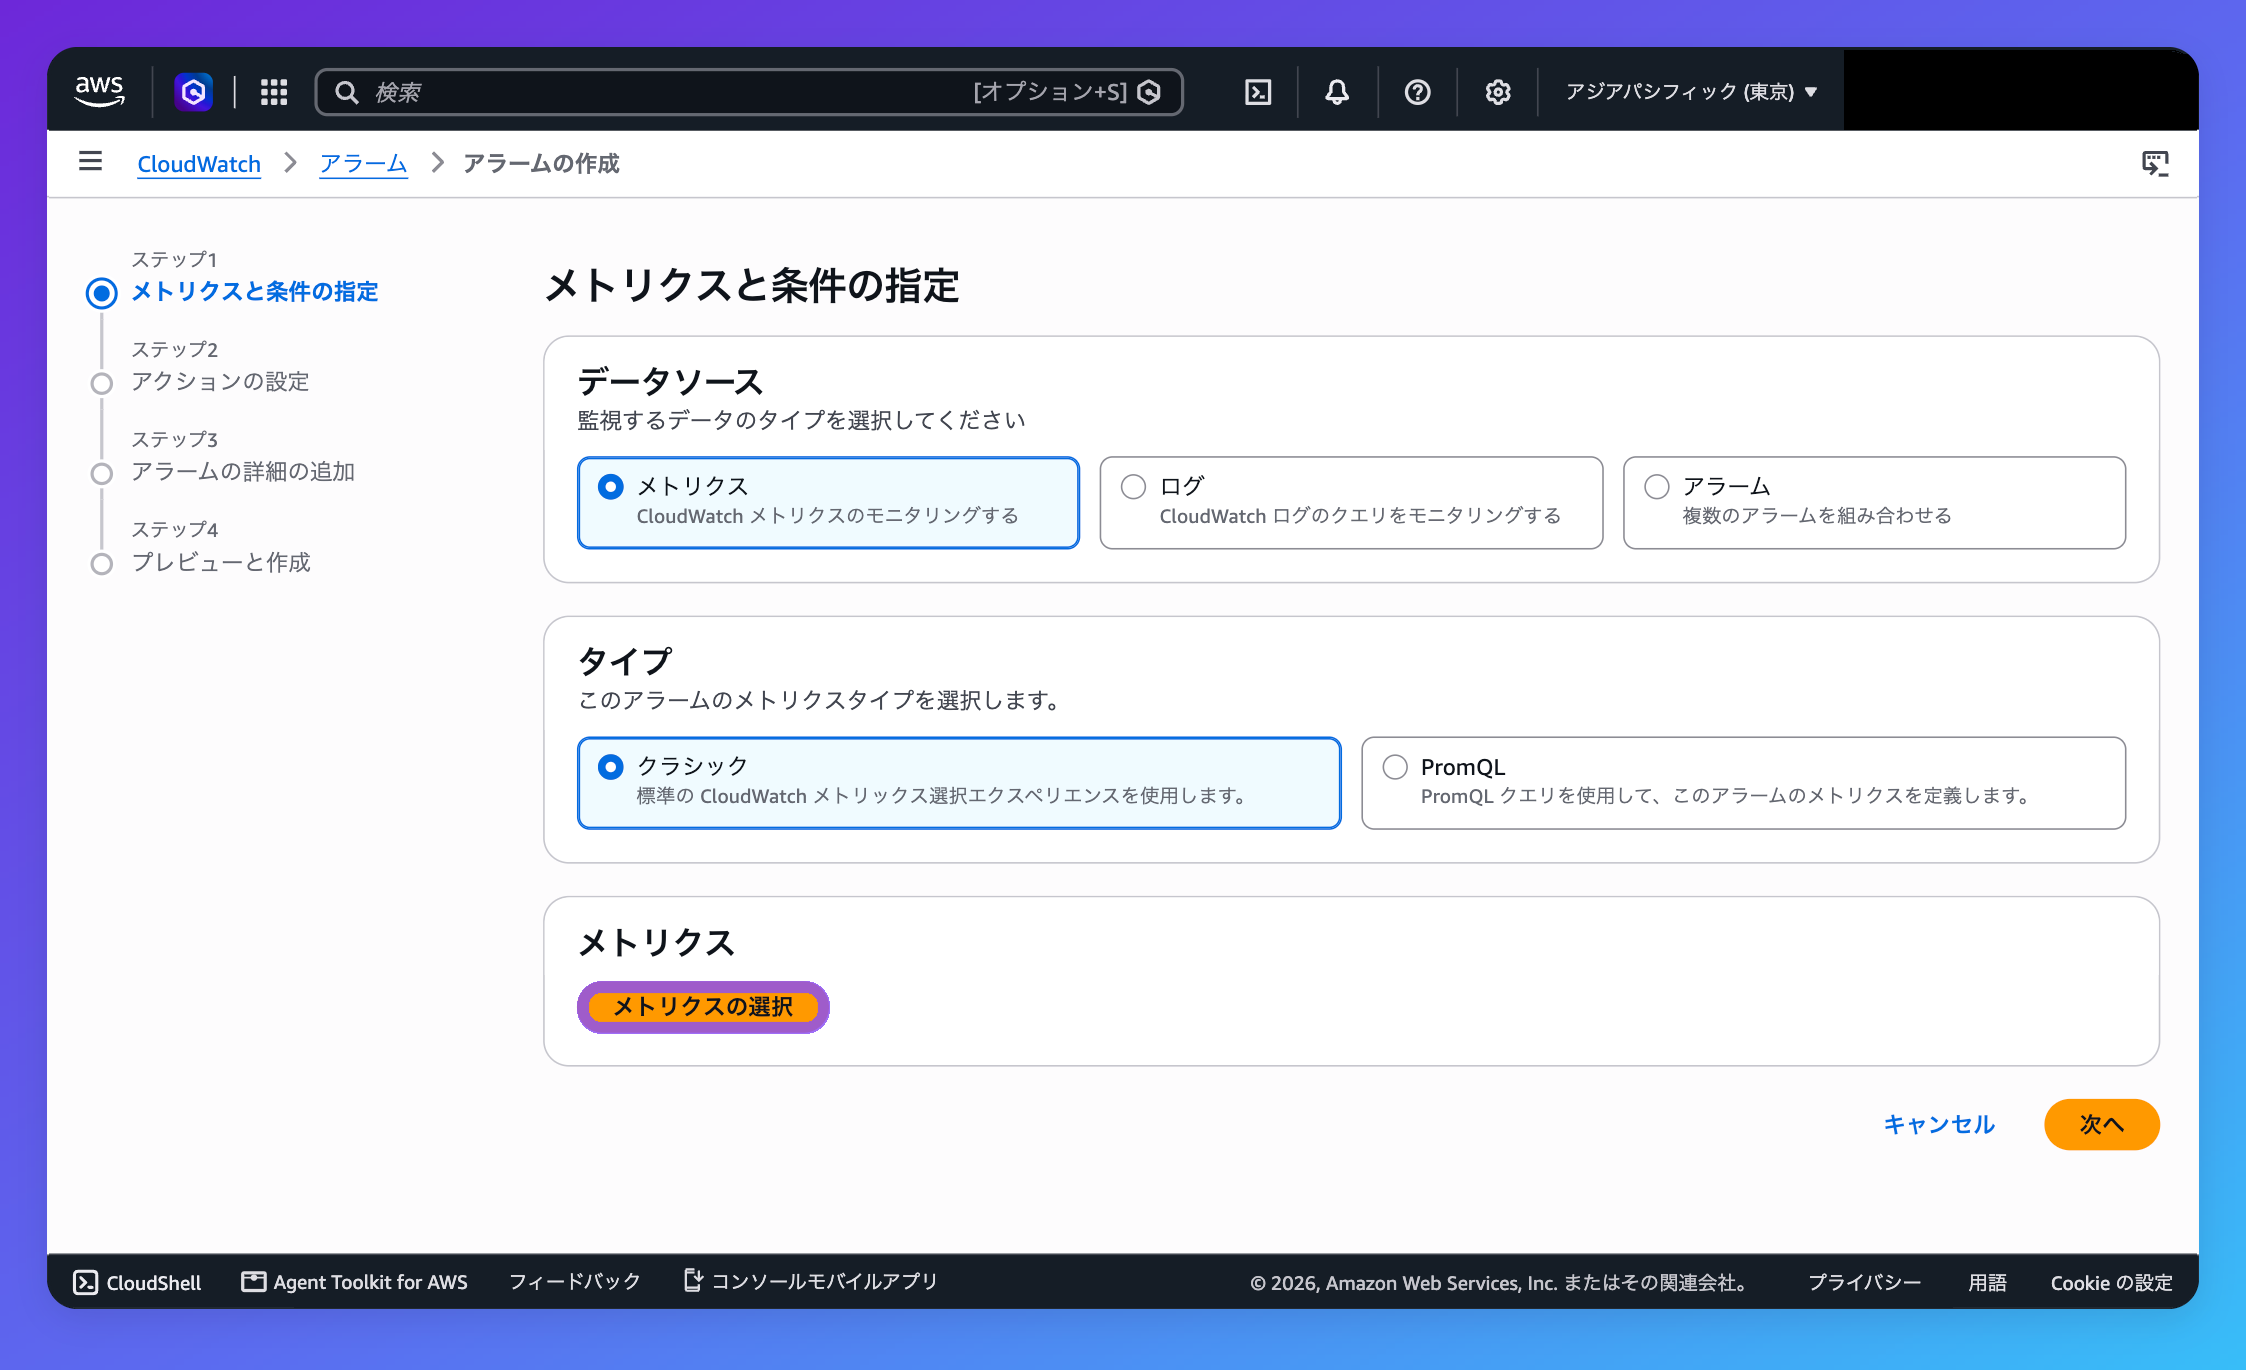 aws
検索 [オプション+S]
アジアパシフィック (東京) ▼
CloudWatch > アラーム > アラームの作成
ステップ1
メトリクスと条件の指定
ステップ2
アクションの設定
ステップ3
アラームの詳細の追加
ステップ4
プレビューと作成
メトリクスと条件の指定
データソース
監視するデータのタイプを選択してください
メトリクス
CloudWatch メトリクスのモニタリングする
ログ
CloudWatch ログのクエリをモニタリングする
アラーム
複数のアラームを組み合わせる
タイプ
このアラームのメトリクスタイプを選択します。
クラシック
標準の CloudWatch メトリックス選択エクスペリエンスを使用します。
PromQL
PromQL クエリを使用して、このアラームのメトリクスを定義します。
メトリクス
メトリクスの選択
キャンセル
次へ
CloudShell Agent Toolkit for AWS フィードバック コンソールモバイルアプリ © 2026, Amazon Web Services, Inc. またはその関連会社。 プライバシー 用語 Cookie の設定